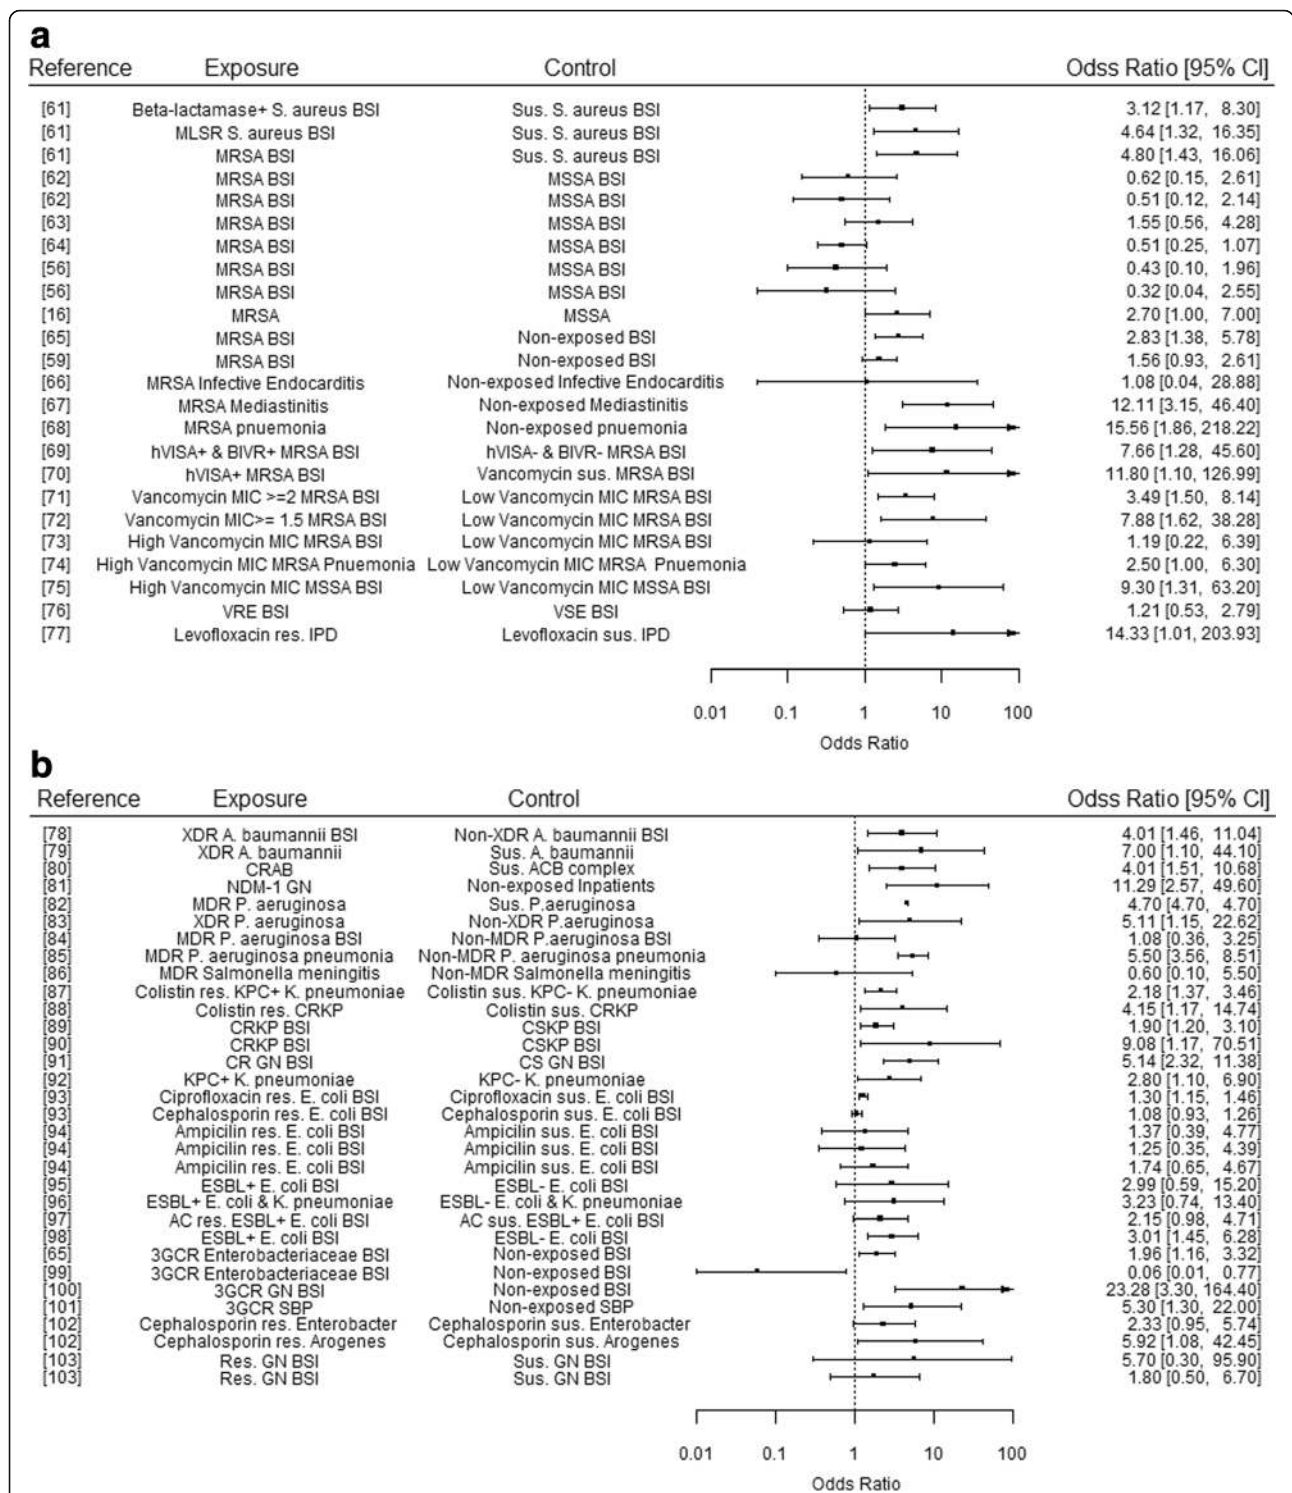 a
Reference Exposure Control Odss Ratio [95% CI]
[61] Beta-lactamase+ S. aureus BSI Sus. S. aureus BSI 3.12 [1.17, 8.30]
[61] MLSR S. aureus BSI Sus. S. aureus BSI 4.64 [1.32, 16.35]
[61] MRSA BSI Sus. S. aureus BSI 4.80 [1.43, 16.06]
[62] MRSA BSI MSSA BSI 0.62 [0.15, 2.61]
[62] MRSA BSI MSSA BSI 0.51 [0.12, 2.14]
[63] MRSA BSI MSSA BSI 1.55 [0.56, 4.28]
[64] MRSA BSI MSSA BSI 0.51 [0.25, 1.07]
[56] MRSA BSI MSSA BSI 0.43 [0.10, 1.96]
[56] MRSA BSI MSSA BSI 0.32 [0.04, 2.55]
[16] MRSA MSSA 2.70 [1.00, 7.00]
[65] MRSA BSI Non-exposed BSI 2.83 [1.38, 5.78]
[59] MRSA BSI Non-exposed BSI 1.56 [0.93, 2.61]
[66] MRSA Infective Endocarditis Non-exposed Infective Endocarditis 1.08 [0.04, 28.88]
[67] MRSA Mediastinitis Non-exposed Mediastinitis 12.11 [3.15, 46.40]
[68] MRSA pnuemonia Non-exposed pnuemonia 15.56 [1.86, 218.22]
[69] hVISA+ & BIVR+ MRSA BSI hVISA- & BIVR- MRSA BSI 7.66 [1.28, 45.60]
[70] hVISA+ MRSA BSI Vancomycin sus. MRSA BSI 11.80 [1.10, 126.99]
[71] Vancomycin MIC >=2 MRSA BSI Low Vancomycin MIC MRSA BSI 3.49 [1.50, 8.14]
[72] Vancomycin MIC>= 1.5 MRSA BSI Low Vancomycin MIC MRSA BSI 7.88 [1.62, 38.28]
[73] High Vancomycin MIC MRSA BSI Low Vancomycin MIC MRSA BSI 1.19 [0.22, 6.39]
[74] High Vancomycin MIC MRSA Pnuemonia Low Vancomycin MIC MRSA Pnuemonia 2.50 [1.00, 6.30]
[75] High Vancomycin MIC MSSA BSI Low Vancomycin MIC MSSA BSI 9.30 [1.31, 63.20]
[76] VRE BSI VSE BSI 1.21 [0.53, 2.79]
[77] Levofloxacin res. IPD Levofloxacin sus. IPD 14.33 [1.01, 203.93]
0.01 0.1 1 10 100
Odds Ratio
b
Reference Exposure Control Odss Ratio [95% CI]
[78] XDR A. baumannii BSI Non-XDR A. baumannii BSI 4.01 [1.46, 11.04]
[79] XDR A. baumannii Sus. A. baumannii 7.00 [1.10, 44.10]
[80] CRAB Sus. ACB complex 4.01 [1.51, 10.68]
[81] NDM-1 GN Non-exposed Inpatients 11.29 [2.57, 49.60]
[82] MDR P. aeruginosa Sus. P.aeruginosa 4.70 [4.70, 4.70]
[83] XDR P. aeruginosa Non-XDR P.aeruginosa 5.11 [1.15, 22.62]
[84] MDR P. aeruginosa BSI Non-MDR P.aeruginosa BSI 1.08 [0.36, 3.25]
[85] MDR P. aeruginosa pneumonia Non-MDR P. aeruginosa pneumonia 5.50 [3.56, 8.51]
[86] MDR Salmonella meningitis Non-MDR Salmonella meningitis 0.60 [0.10, 5.50]
[87] Colistin res. KPC+ K. pneumoniae Colistin sus. KPC- K. pneumoniae 2.18 [1.37, 3.46]
[88] Colistin res. CRKP Colistin sus. CRKP 4.15 [1.17, 14.74]
[89] CRKP BSI CSKP BSI 1.90 [1.20, 3.10]
[90] CRKP BSI CSKP BSI 9.08 [1.17, 70.51]
[91] CR GN BSI CS GN BSI 5.14 [2.32, 11.38]
[92] KPC+ K. pneumoniae KPC- K. pneumoniae 2.80 [1.10, 6.90]
[93] Ciprofloxacin res. E. coli BSI Ciprofloxacin sus. E. coli BSI 1.30 [1.15, 1.46]
[93] Cephalosporin res. E. coli BSI Cephalosporin sus. E. coli BSI 1.08 [0.93, 1.26]
[94] Ampicilin res. E. coli BSI Ampicilin sus. E. coli BSI 1.37 [0.39, 4.77]
[94] Ampicilin res. E. coli BSI Ampicilin sus. E. coli BSI 1.25 [0.35, 4.39]
[94] Ampicilin res. E. coli BSI Ampicilin sus. E. coli BSI 1.74 [0.65, 4.67]
[95] ESBL+ E. coli BSI ESBL- E. coli BSI 2.99 [0.59, 15.20]
[96] ESBL+ E. coli & K. pneumoniae ESBL- E. coli & K. pneumoniae 3.23 [0.74, 13.40]
[97] AC res. ESBL+ E. coli BSI AC sus. ESBL+ E. coli BSI 2.15 [0.98, 4.71]
[98] ESBL+ E. coli BSI ESBL- E. coli BSI 3.01 [1.45, 6.28]
[65] 3GCR Enterobacteriaceae BSI Non-exposed BSI 1.96 [1.16, 3.32]
[99] 3GCR Enterobacteriaceae BSI Non-exposed BSI 0.06 [0.01, 0.77]
[100] 3GCR GN BSI Non-exposed BSI 23.28 [3.30, 164.40]
[101] 3GCR SBP Non-exposed SBP 5.30 [1.30, 22.00]
[102] Cephalosporin res. Enterobacter Cephalosporin sus. Enterobacter 2.33 [0.95, 5.74]
[102] Cephalosporin res. Arogenes Cephalosporin sus. Arogenes 5.92 [1.08, 42.45]
[103] Res. GN BSI Sus. GN BSI 5.70 [0.30, 95.90]
[103] Res. GN BSI Sus. GN BSI 1.80 [0.50, 6.70]
0.01 0.1 1 10 100
Odds Ratio